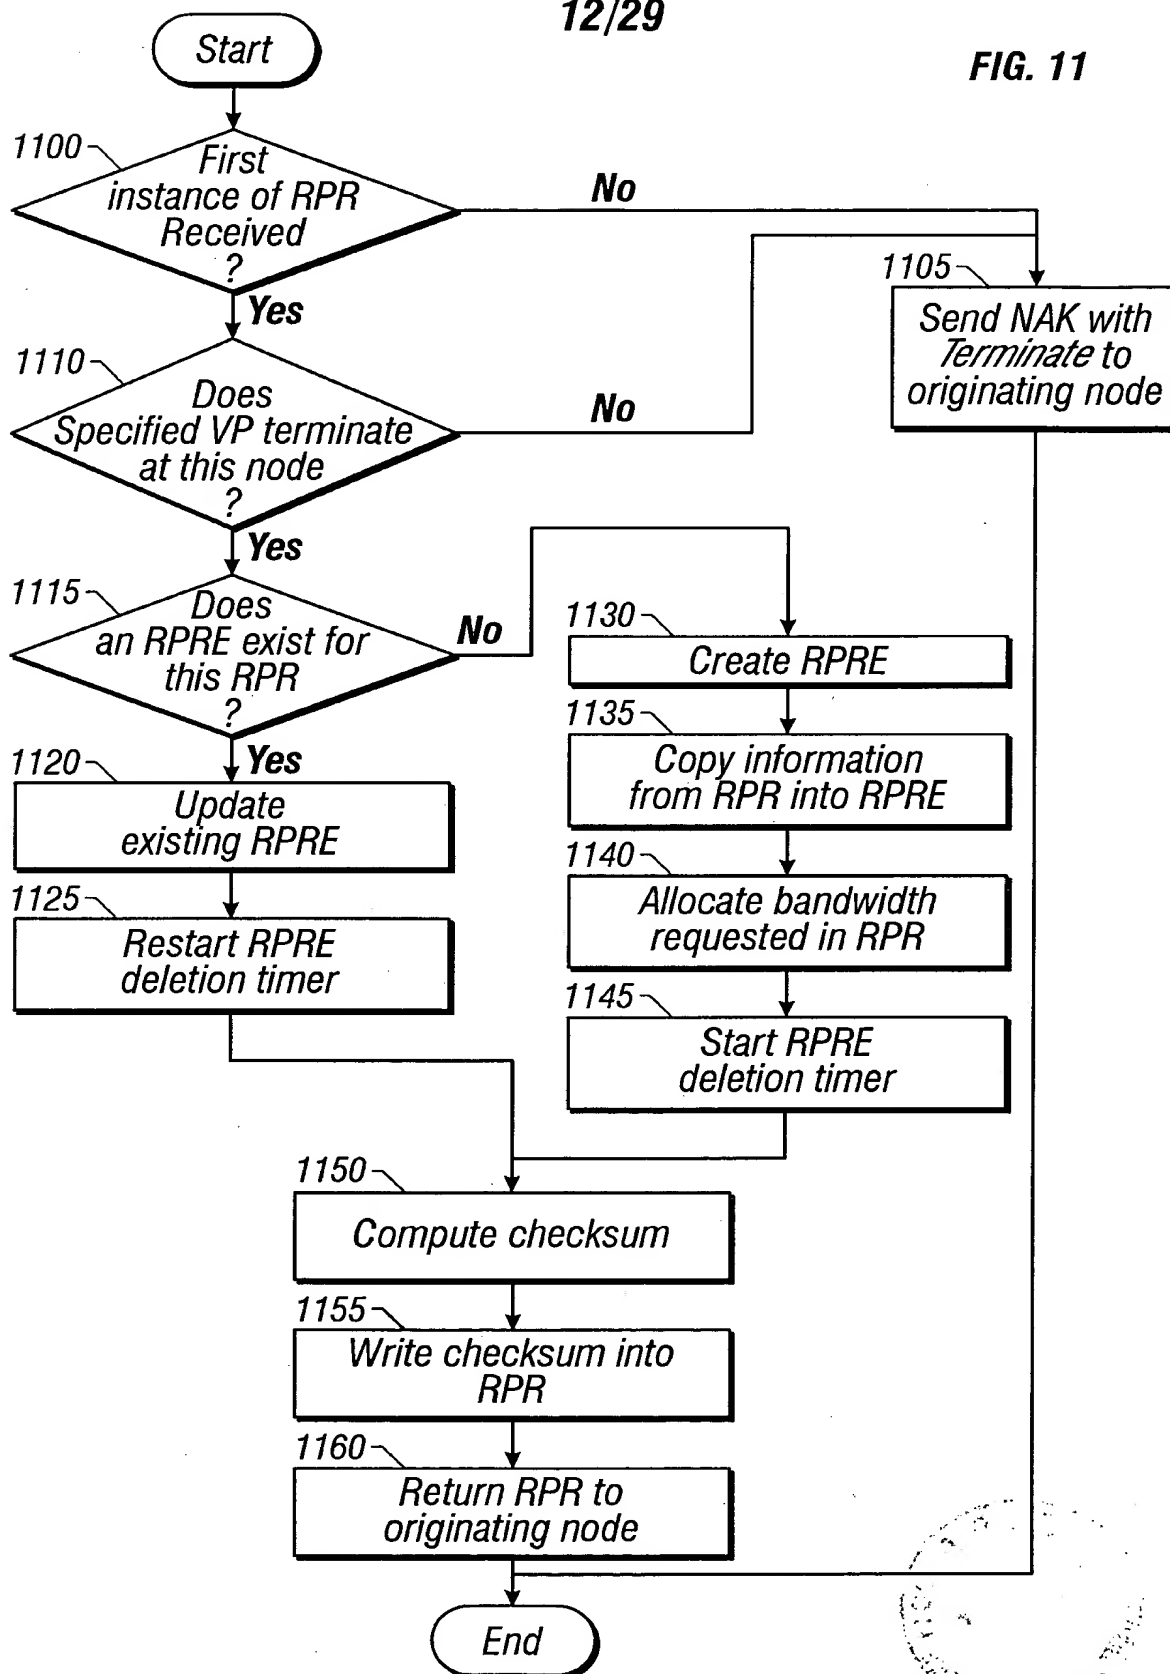 12/29
FIG. 11
Start
1100
First
instance of RPR
Received
?
No
Yes
1105
Send NAK with
Terminate to
originating node
1110
Does
Specified VP terminate
at this node
?
No
Yes
1115
Does
an RPRE exist for
this RPR
?
No
Yes
1130
Create RPRE
1135
Copy information
from RPR into RPRE
1120
Update
existing RPRE
1140
Allocate bandwidth
requested in RPR
1125
Restart RPRE
deletion timer
1145
Start RPRE
deletion timer
1150
Compute checksum
1155
Write checksum into
RPR
1160
Return RPR to
originating node
End